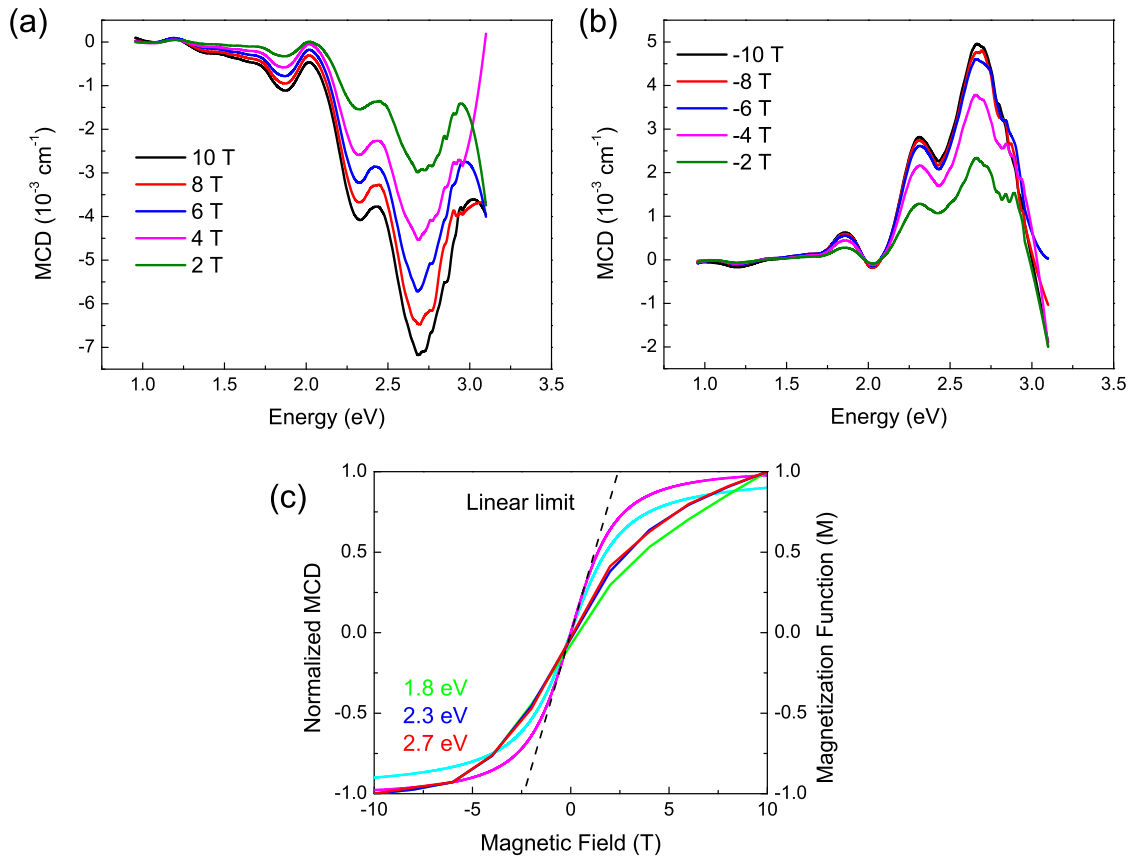 (a)
MCD (10⁻³ cm⁻¹)
0
-1
-2
-3
-4
-5
-6
-7
10 T
8 T
6 T
4 T
2 T
1.0 1.5 2.0 2.5 3.0 3.5
Energy (eV)
(b)
MCD (10⁻³ cm⁻¹)
5
4
3
2
1
0
-1
-2
-10 T
-8 T
-6 T
-4 T
-2 T
1.0 1.5 2.0 2.5 3.0 3.5
Energy (eV)
(c)
Normalized MCD
1.0
0.5
0.0
-0.5
-1.0
Linear limit
1.8 eV
2.3 eV
2.7 eV
-10 -5 0 5 10
Magnetic Field (T)
1.0
0.5
0.0
-0.5
-1.0
Magnetization Function (M)